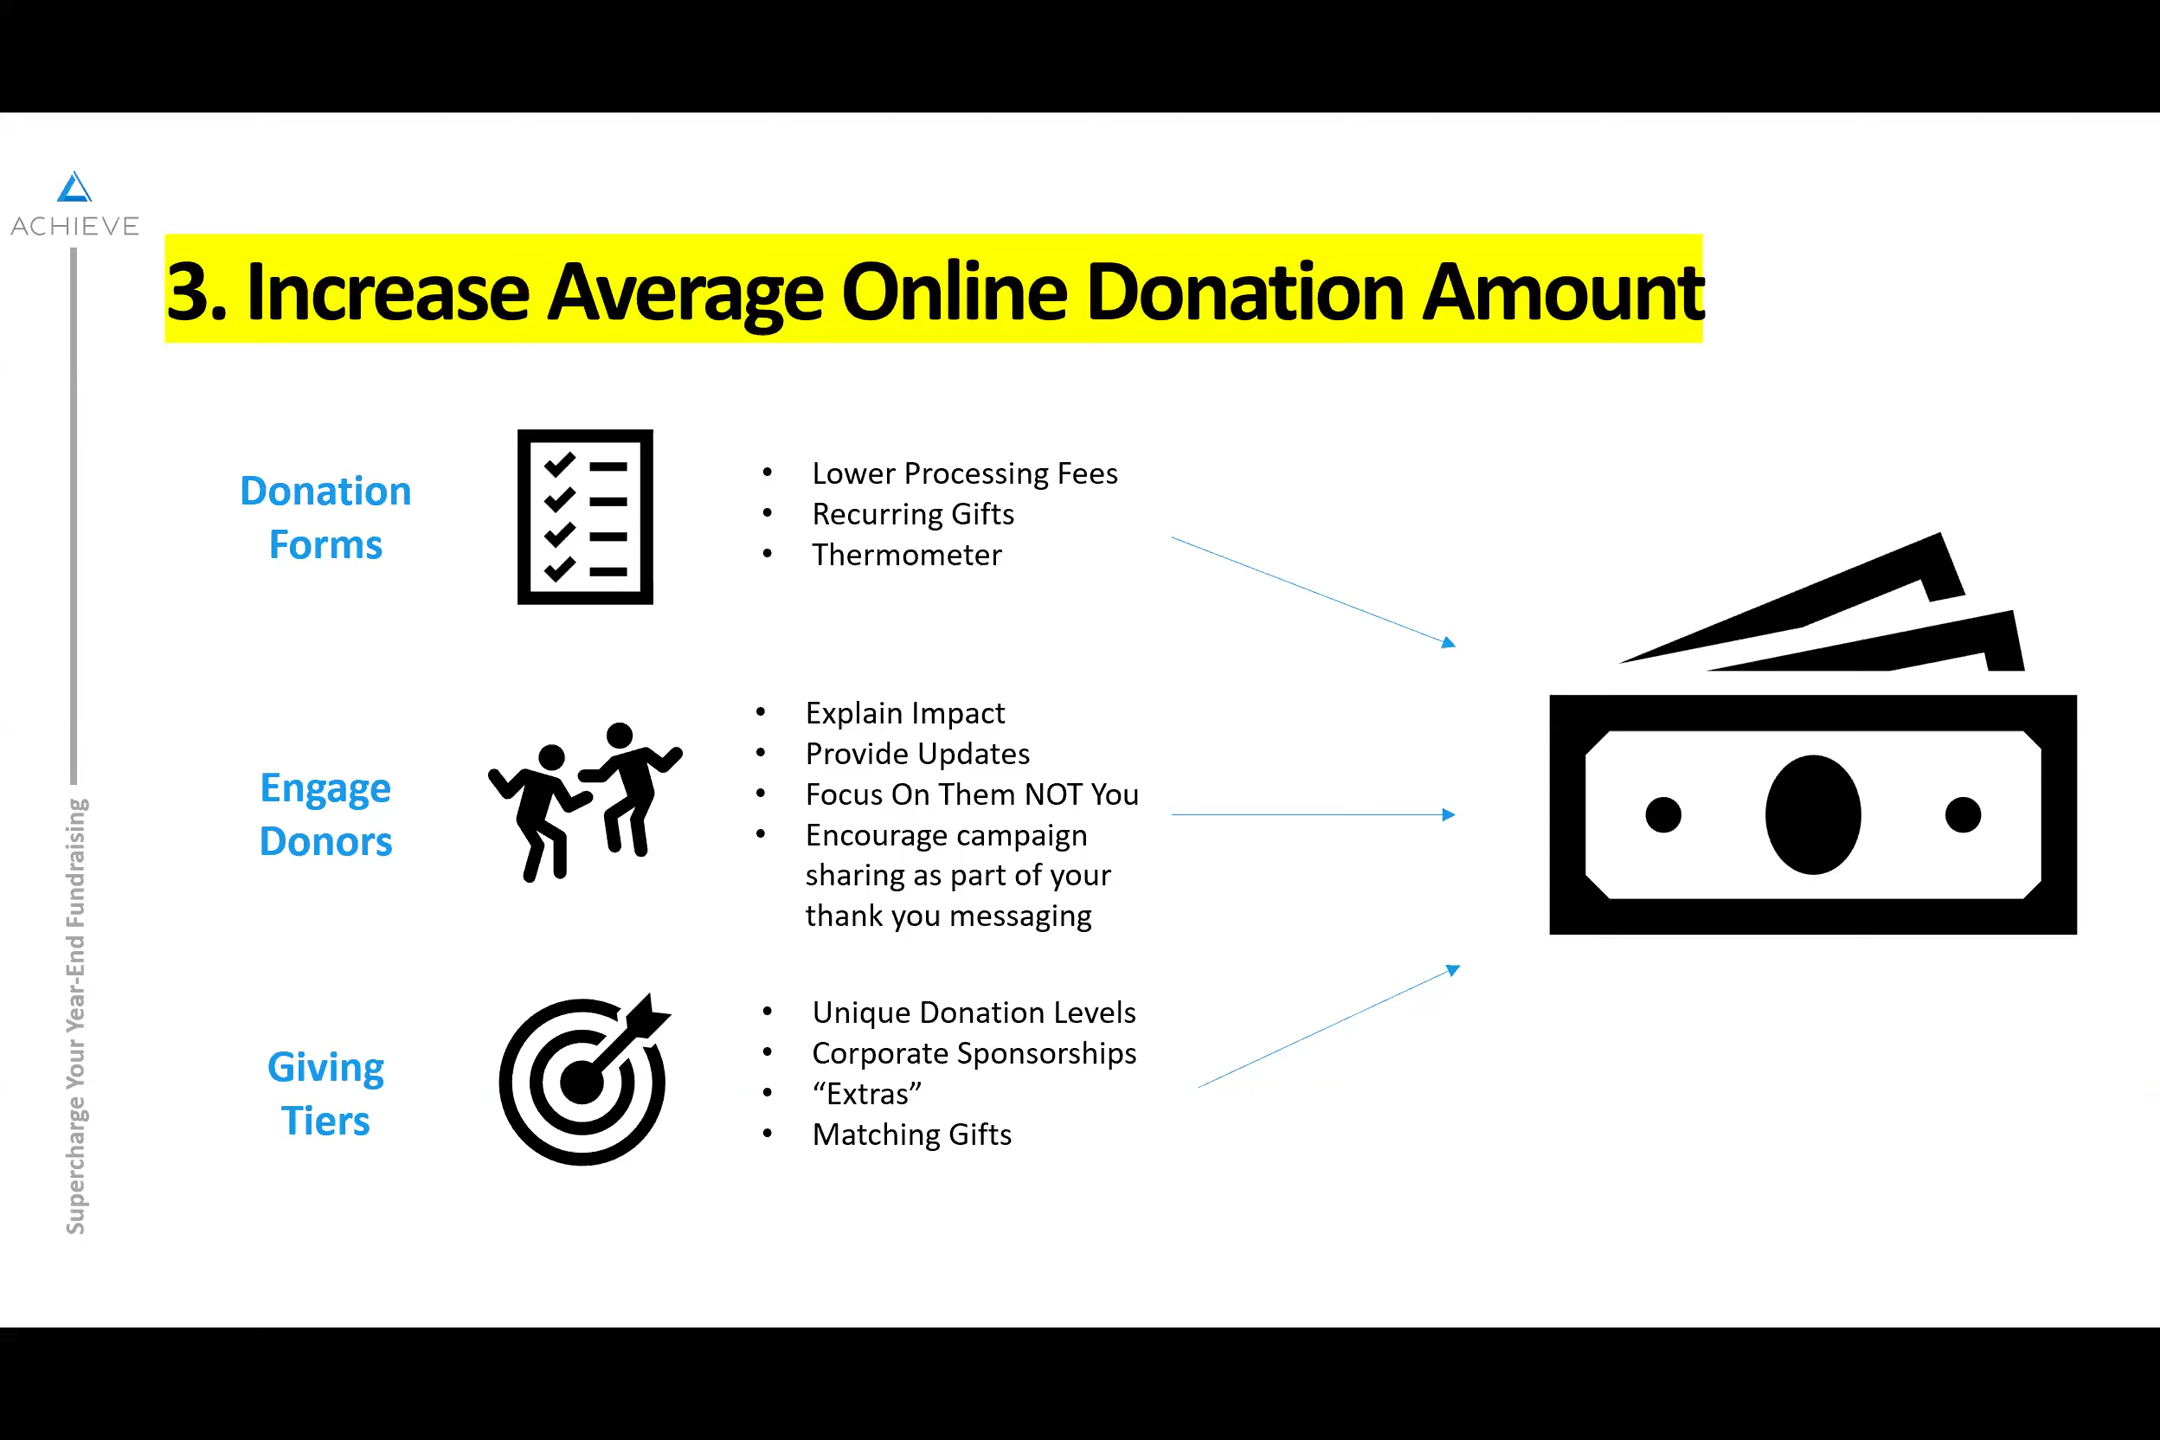 ACHIEVE
3. Increase Average Online Donation Amount
Donation
Forms
• Lower Processing Fees
• Recurring Gifts
• Thermometer
Engage
Donors
• Explain Impact
• Provide Updates
• Focus On Them NOT You
• Encourage campaign
sharing as part of your
thank you messaging
Giving
Tiers
• Unique Donation Levels
• Corporate Sponsorships
• “Extras”
• Matching Gifts
Supercharge Your Year-End Fundraising